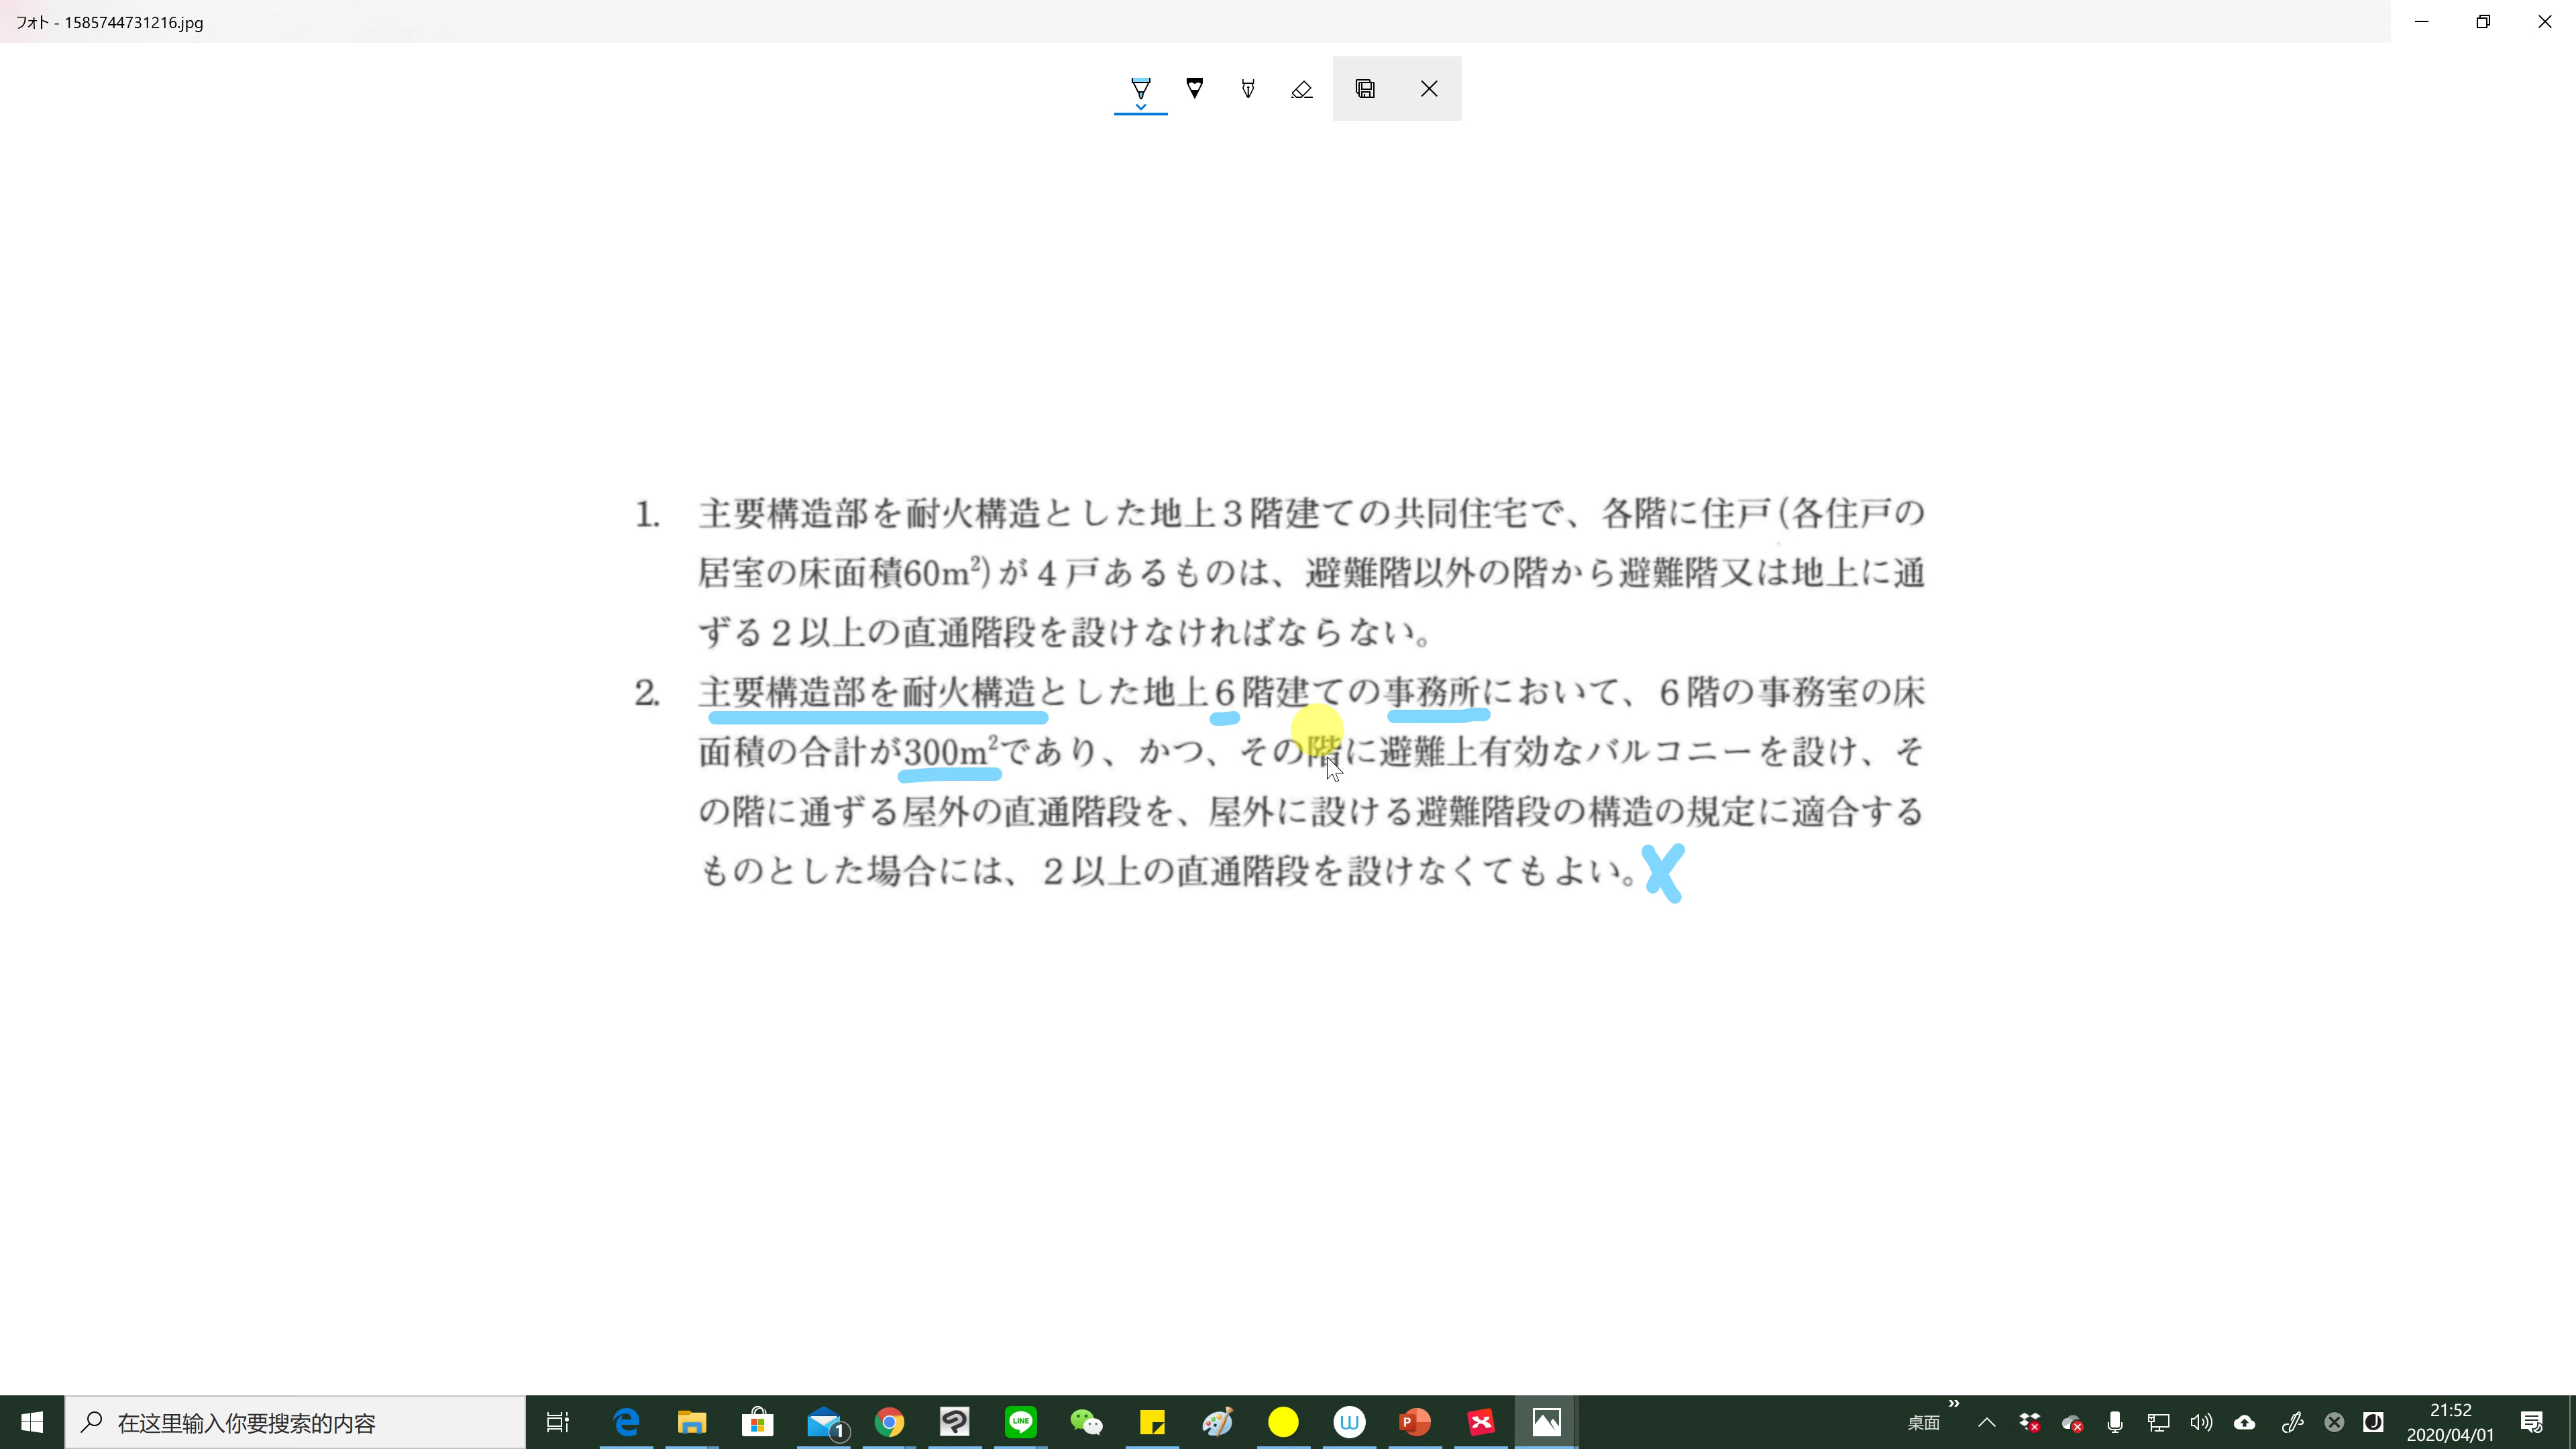 フォト - 1585744731216.jpg
1. 主要構造部を耐火構造とした地上３階建ての共同住宅で、各階に住戸（各住戸の
居室の床面積60m²）が４戸あるものは、避難階以外の階から避難階又は地上に通
ずる２以上の直通階段を設けなければならない。
2. 主要構造部を耐火構造とした地上６階建ての事務所において、６階の事務室の床
面積の合計が300m²であり、かつ、その階に避難上有効なバルコニーを設け、そ
の階に通ずる屋外の直通階段を、屋外に設ける避難階段の構造の規定に適合する
ものとした場合には、２以上の直通階段を設けなくてもよい。X
在这里输入你要搜索的内容
1
LINE
W
P
桌面
J
21:52
2020/04/01